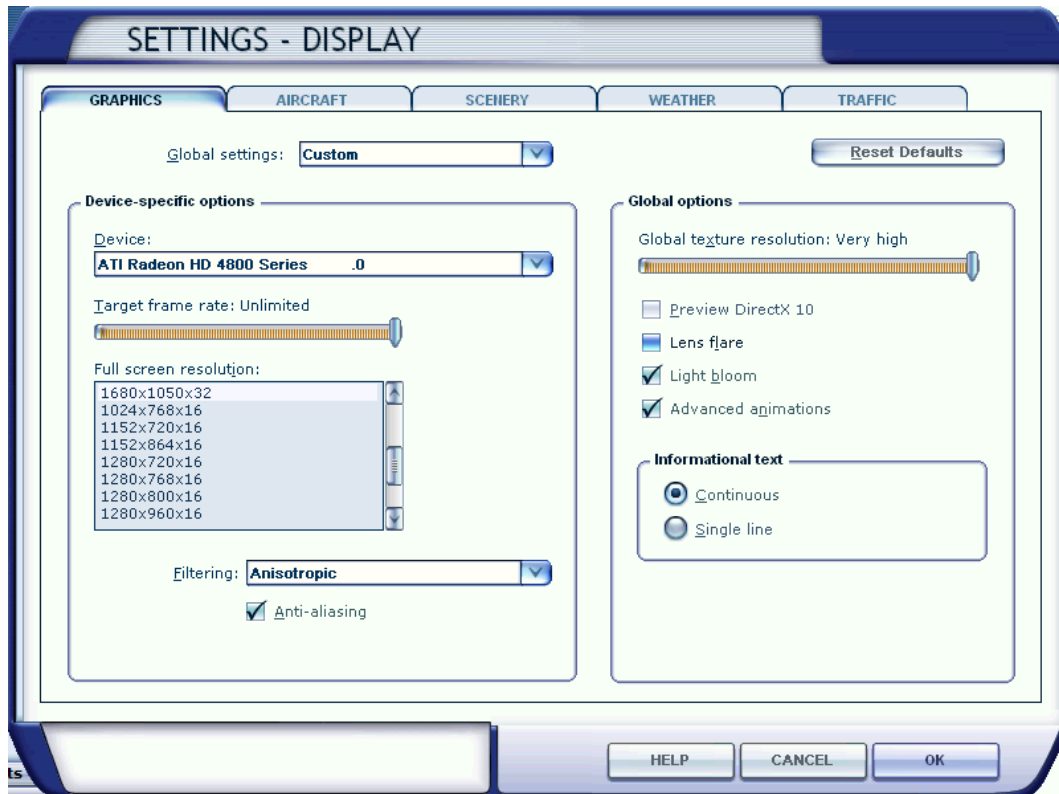 SETTINGS - DISPLAY
GRAPHICS
AIRCRAFT
SCENERY
WEATHER
TRAFFIC
Global settings: Custom
Reset Defaults
Device-specific options
Device:
ATI Radeon HD 4800 Series .0
Target frame rate: Unlimited
Full screen resolution:
1680x1050x32
1024x768x16
1152x720x16
1152x864x16
1280x720x16
1280x768x16
1280x800x16
1280x960x16
Filtering: Anisotropic
Anti-aliasing
Global options
Global texture resolution: Very high
Preview DirectX 10
Lens flare
Light bloom
Advanced animations
Informational text
Continuous
Single line
ts
HELP
CANCEL
OK